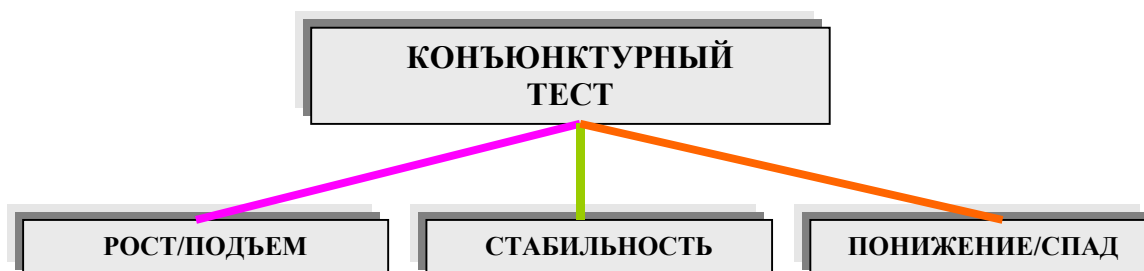 КОНЪЮНКТУРНЫЙ
ТЕСТ
РОСТ/ПОДЪЕМ
СТАБИЛЬНОСТЬ
ПОНИЖЕНИЕ/СПАД